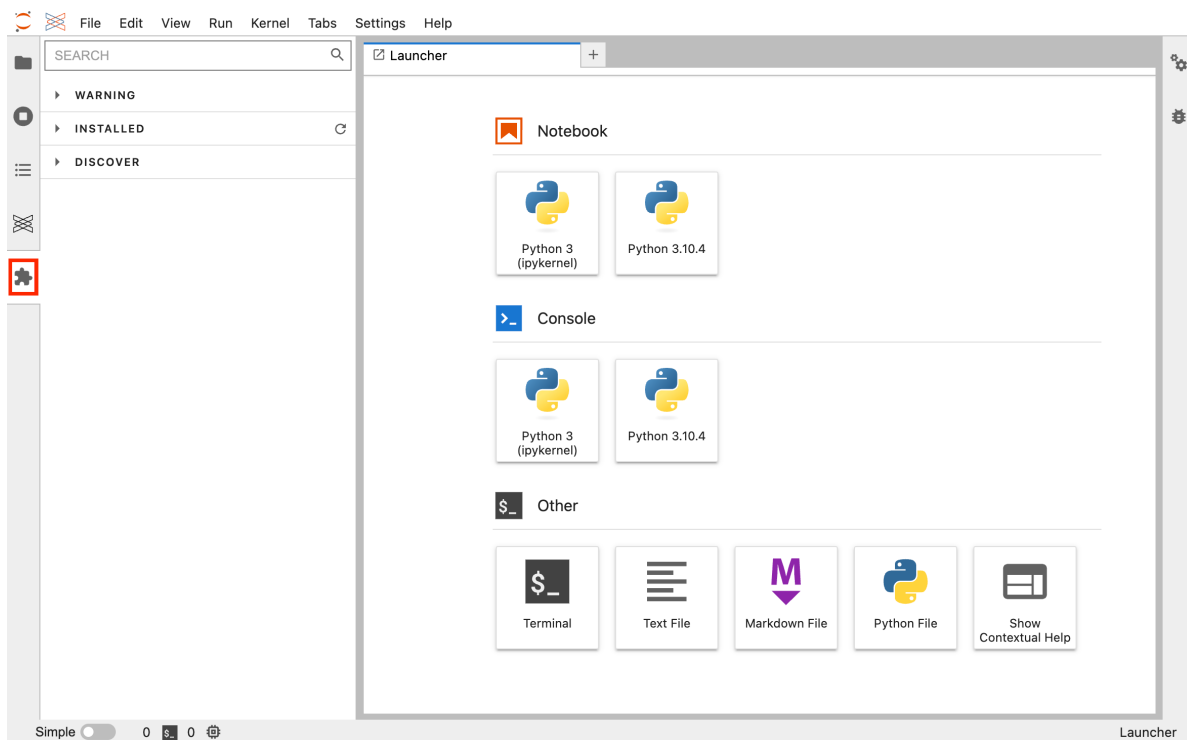 File Edit View Run Kernel Tabs Settings Help
SEARCH
WARNING
INSTALLED
DISCOVER
Launcher
+
Notebook
Python 3
(ipykernel)
Python 3.10.4
Console
>_
Python 3
(ipykernel)
Python 3.10.4
$_
Other
$_
Terminal
Text File
M
Markdown File
Python File
Show
Contextual Help
Simple 0 $_ 0
Launcher